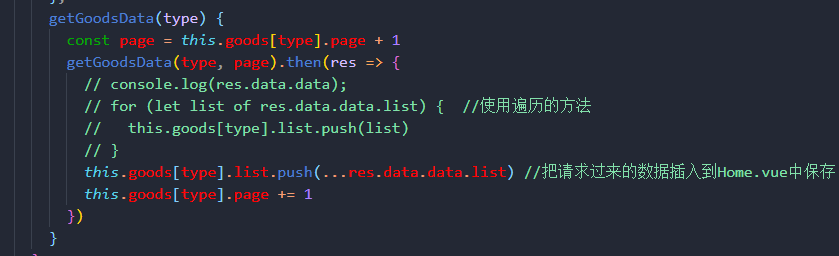 },
getGoodsData(type) {
const page = this.goods[type].page + 1
getGoodsData(type, page).then(res => {
// console.log(res.data.data);
// for (let list of res.data.data.list) {  //使用遍历的方法
//   this.goods[type].list.push(list)
// }
this.goods[type].list.push(...res.data.data.list) //把请求过来的数据插入到Home.vue中保存
this.goods[type].page += 1
})
}